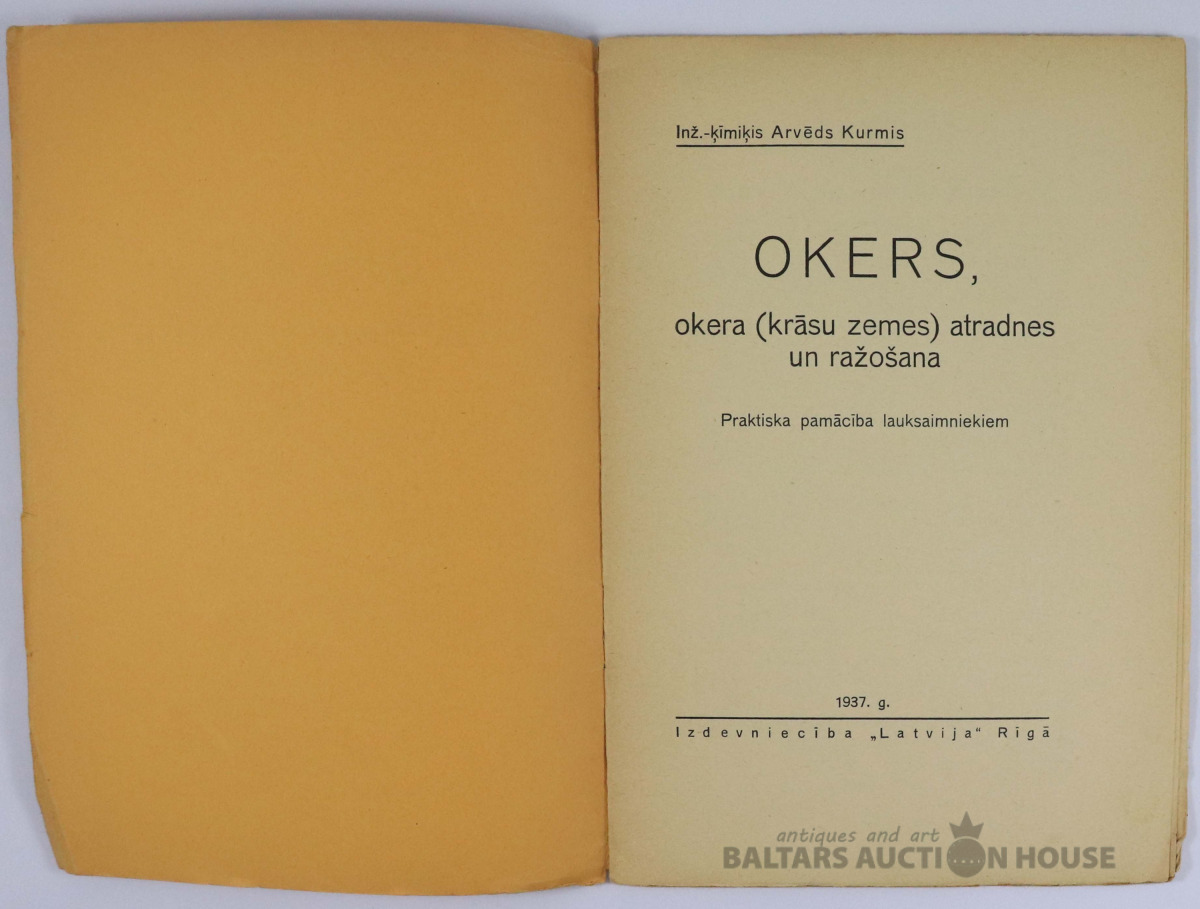 Inž.-ķīmiķis Arvēds Kurmis
OKERS,
okera (krāsu zemes) atradnes
un ražošana
Praktiska pamācība lauksaimniekiem
1937. g.
Izdevniecība „Latvija" Rīgā
antiques and art
BALTARS AUCTION HOUSE